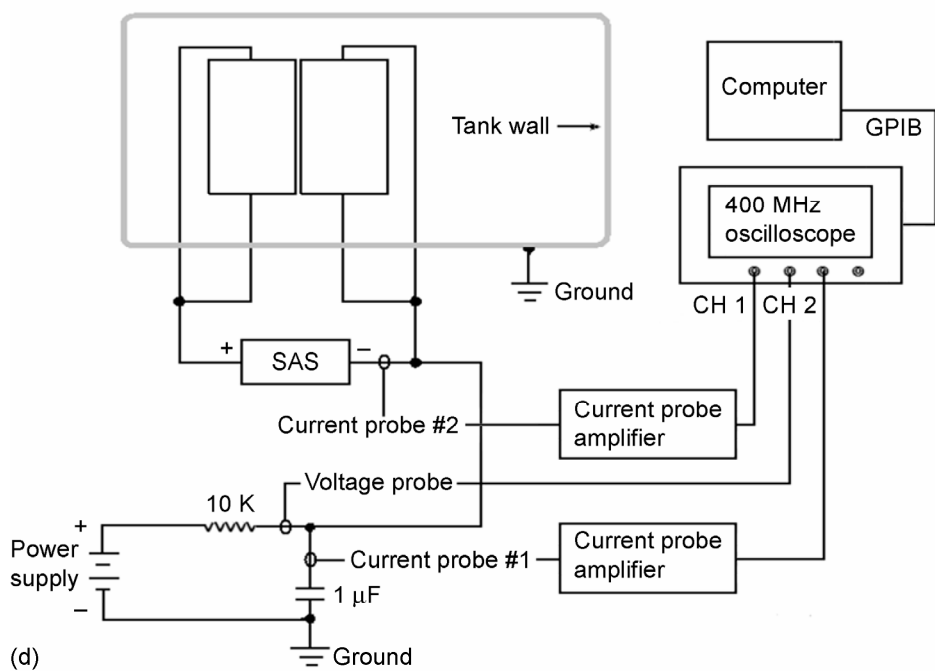 Computer
Tank wall
GPIB
400 MHz
oscilloscope
Ground
CH 1
CH 2
+
SAS
–
Current probe #2
Current probe
amplifier
Voltage probe
10 K
+
Power
supply
–
Current probe #1
Current probe
amplifier
1 μF
Ground
(d)